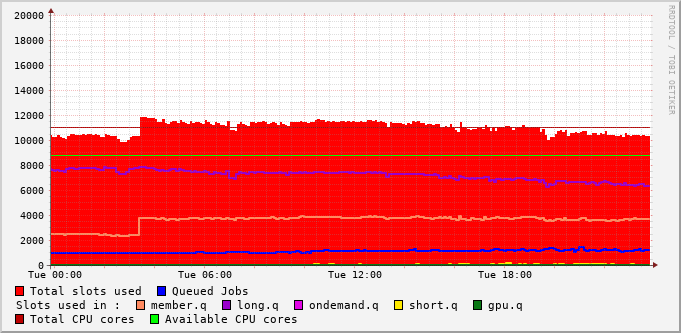 RRDTOOL / TOBI OETIKER
20000
18000
16000
14000
12000
10000
8000
6000
4000
2000
0
Tue 00:00 Tue 06:00 Tue 12:00 Tue 18:00
Total slots used Queued Jobs
Slots used in : member.q long.q ondemand.q short.q gpu.q
Total CPU cores Available CPU cores